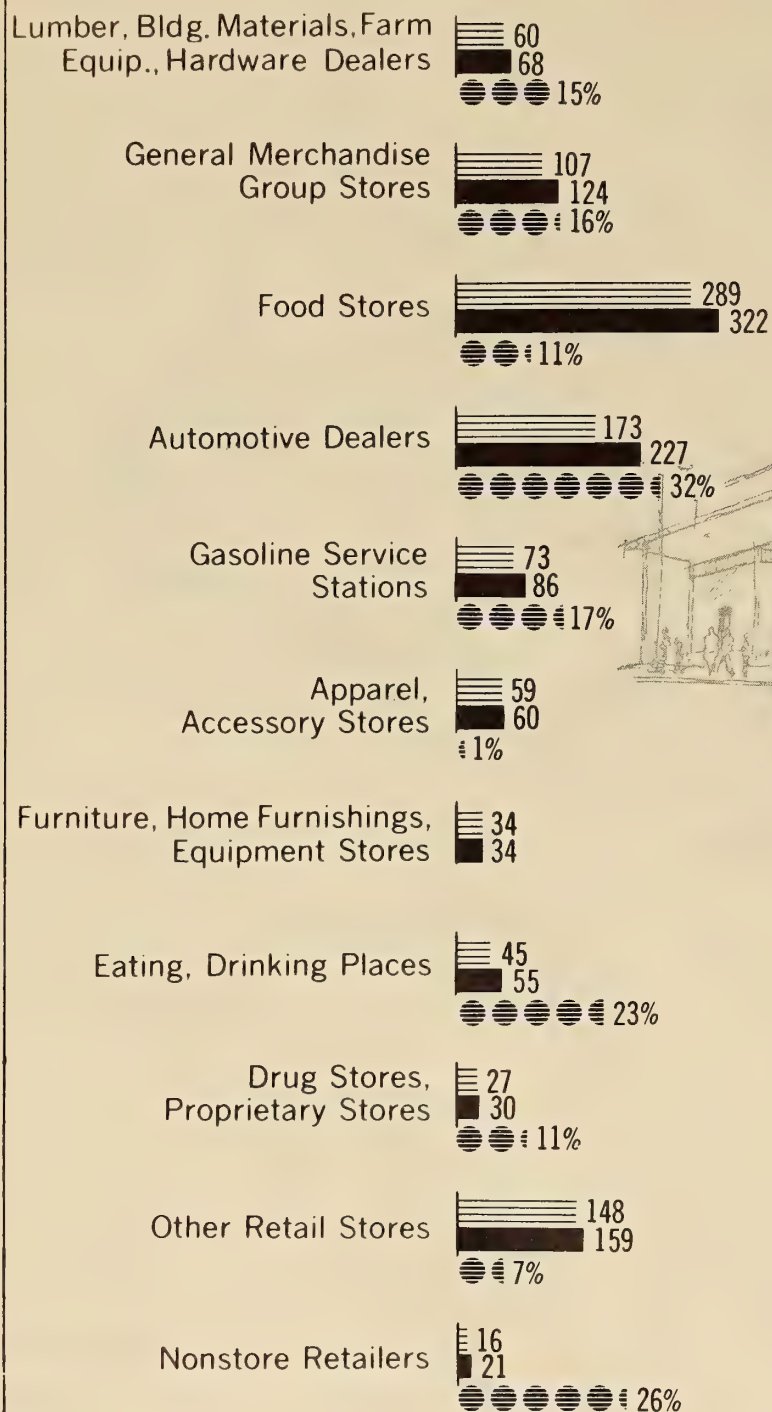 Lumber, Bldg. Materials, Farm
Equip., Hardware Dealers
60
68
15%
General Merchandise
Group Stores
107
124
16%
Food Stores
289
322
11%
Automotive Dealers
173
227
32%
Gasoline Service
Stations
73
86
17%
Apparel,
Accessory Stores
59
60
1%
Furniture, Home Furnishings,
Equipment Stores
34
34
Eating, Drinking Places
45
55
23%
Drug Stores,
Proprietary Stores
27
30
11%
Other Retail Stores
148
159
7%
Nonstore Retailers
16
21
26%